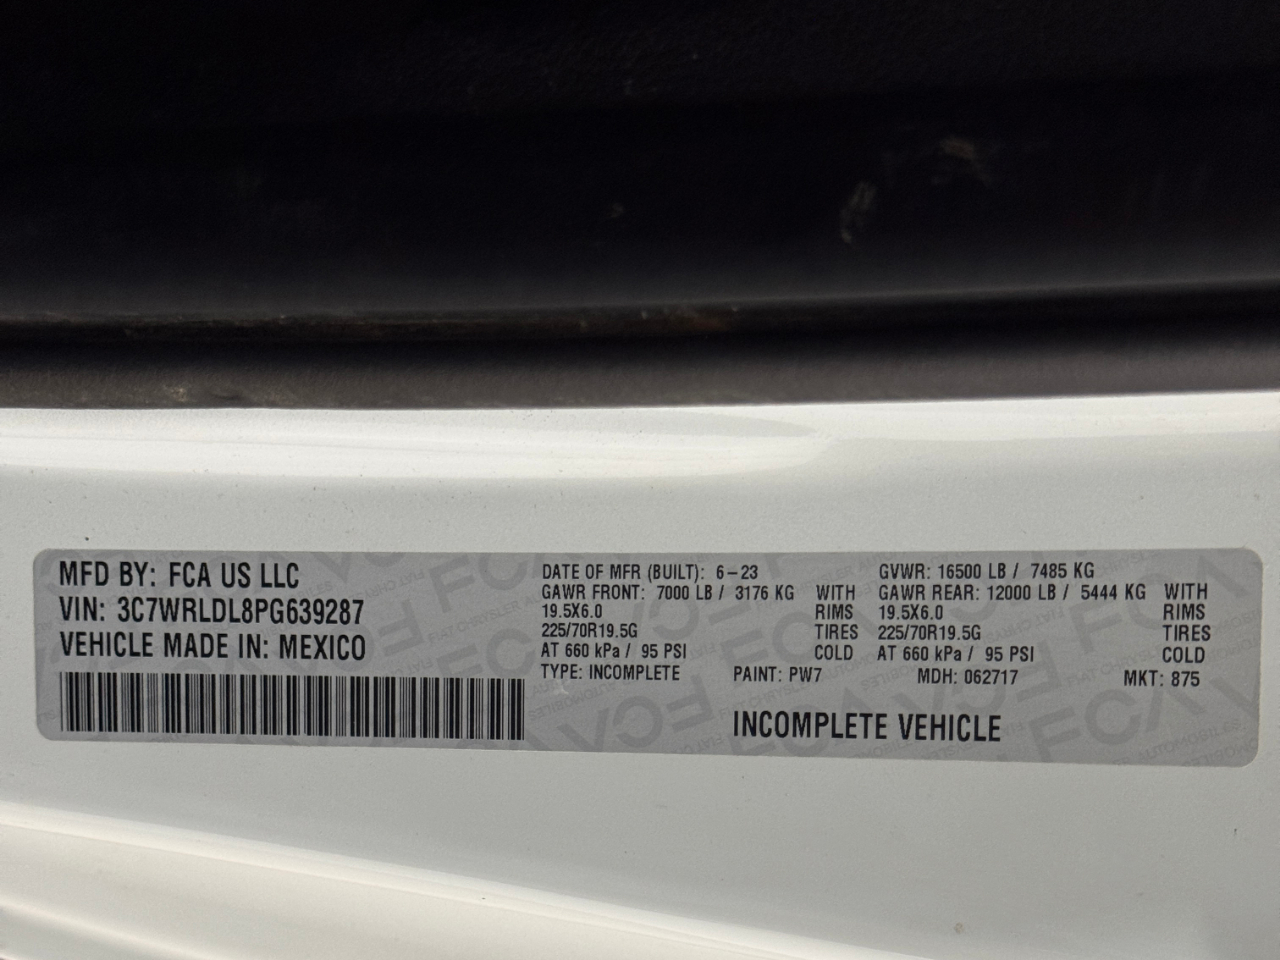 MFD BY: FCA US LLC
VIN: 3C7WRLDL8PG639287
VEHICLE MADE IN: MEXICO
DATE OF MFR (BUILT): 6-23
GAWR FRONT: 7000 LB / 3176 KG WITH
19.5X6.0 RIMS
225/70R19.5G TIRES
AT 660 kPa / 95 PSI COLD
GVWR: 16500 LB / 7485 KG
GAWR REAR: 12000 LB / 5444 KG WITH
19.5X6.0 RIMS
225/70R19.5G TIRES
AT 660 kPa / 95 PSI COLD
TYPE: INCOMPLETE PAINT: PW7 MDH: 062717 MKT: 875
INCOMPLETE VEHICLE